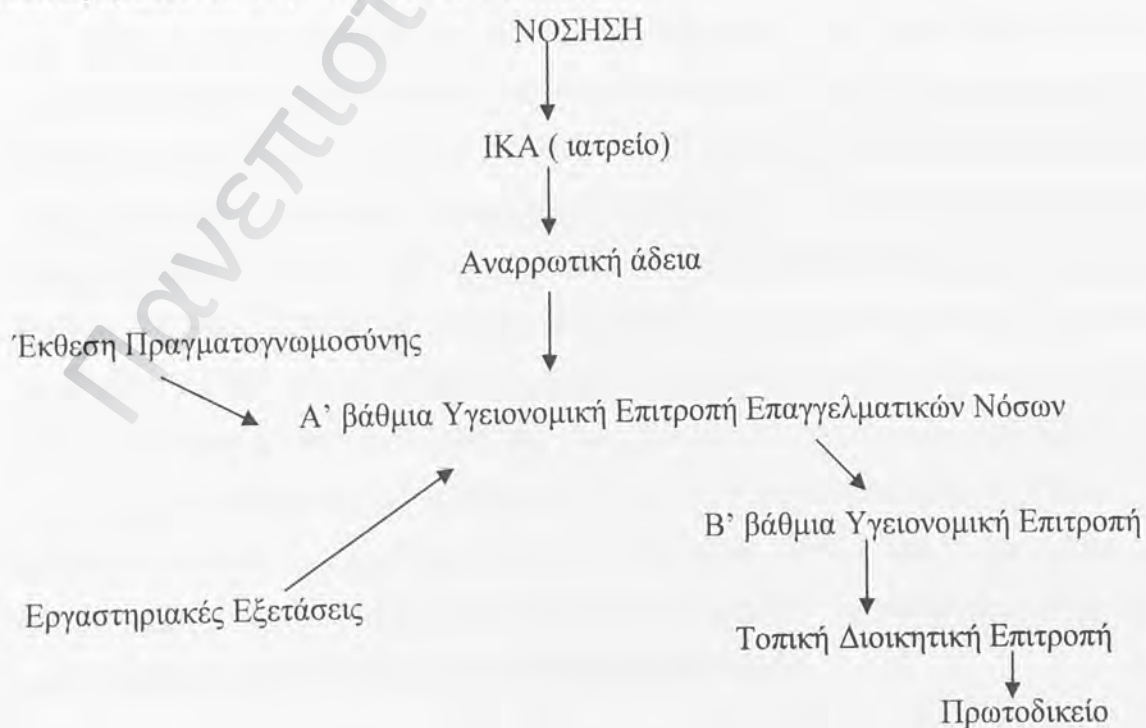 ΝΟΣΗΣΗ
ΙΚΑ ( ιατρείο)
Αναρρωτική άδεια
Έκθεση Πραγματογνωμοσύνης
Α’ βάθμια Υγειονομική Επιτροπή Επαγγελματικών Νόσων
Β’ βάθμια Υγειονομική Επιτροπή
Εργαστηριακές Εξετάσεις
Τοπική Διοικητική Επιτροπή
Πρωτοδικείο